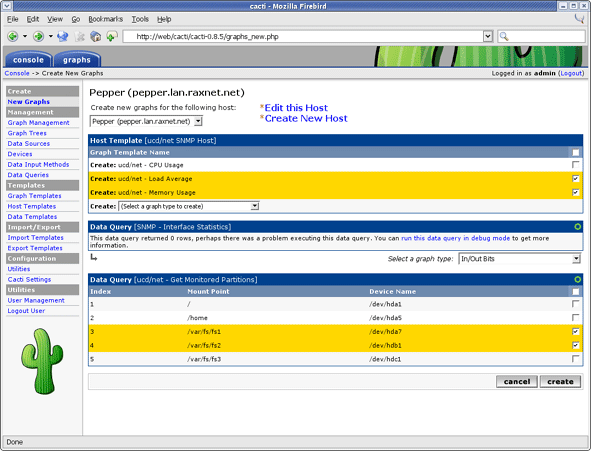 cacti - Mozilla Firebird
File Edit View Go Bookmarks Tools Help
http://web/cacti/cacti-0.8.5/graphs_new.php
console graphs
Console -> Create New Graphs Logged in as admin (Logout)
Create
New Graphs
Management
Graph Management
Graph Trees
Data Sources
Devices
Data Input Methods
Data Queries
Templates
Graph Templates
Host Templates
Data Templates
Import/Export
Import Templates
Export Templates
Configuration
Utilities
Cacti Settings
Utilities
User Management
Logout User
Pepper (pepper.lan.raxnet.net)
Create new graphs for the following host:
Pepper (pepper.lan.raxnet.net)
*Edit this Host
*Create New Host
Host Template [ucd/net SNMP Host]
Graph Template Name
Create: ucd/net - CPU Usage
Create: ucd/net - Load Average
Create: ucd/net - Memory Usage
Create: (Select a graph type to create)
Data Query [SNMP - Interface Statistics]
This data query returned 0 rows, perhaps there was a problem executing this data query. You can run this data query in debug mode to get more
information.
Select a graph type: In/Out Bits
Data Query [ucd/net - Get Monitored Partitions]
Index Mount Point Device Name
1 / /dev/hda1
2 /home /dev/hda5
3 /var/fs/fs1 /dev/hda7
4 /var/fs/fs2 /dev/hdb1
5 /var/fs/fs3 /dev/hdc1
cancel create
Done